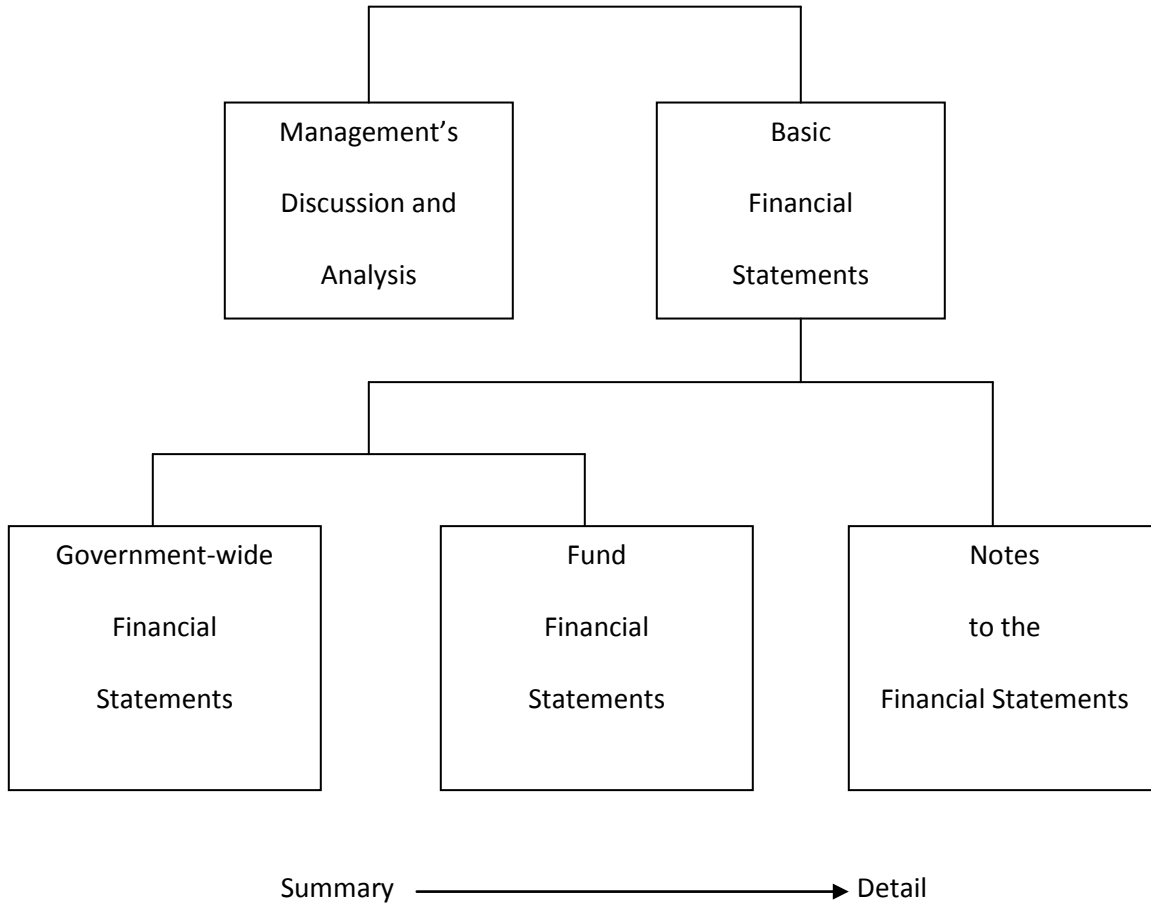 Management’s
Discussion and
Analysis
Basic
Financial
Statements
Government-wide
Financial
Statements
Fund
Financial
Statements
Notes
to the
Financial Statements
Summary
Detail